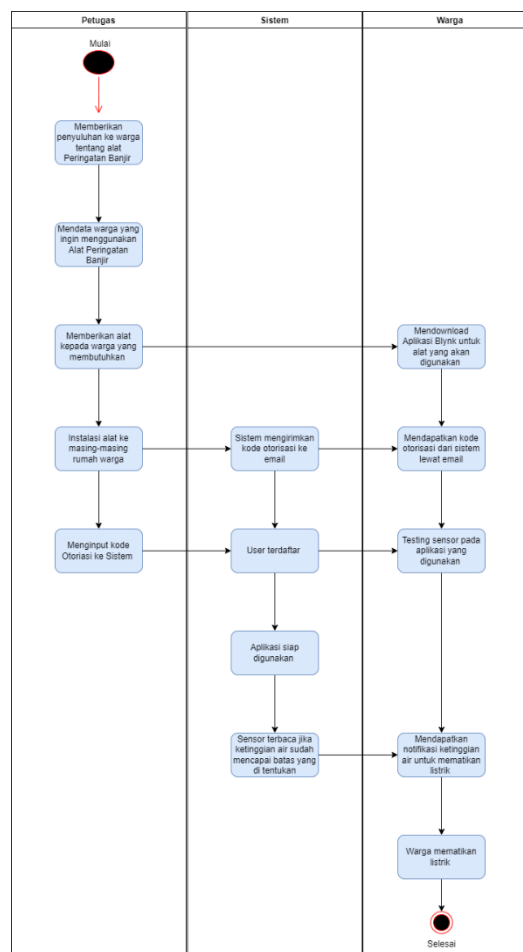 Petugas
Sistem
Warga
Mulai
Memberikan
penyuluhan ke warga
tentang alat
Peringatan Banjir
Mendata warga yang
ingin menggunakan
Alat Peringatan
Banjir
Memberikan alat
kepada warga yang
membutuhkan
Mendownload
Aplikasi Blynk untuk
alat yang akan
digunakan
Instalasi alat ke
masing-masing
rumah warga
Sistem mengirimkan
kode otorisasi ke
email
Mendapatkan kode
otorisasi dari sistem
lewat email
Menginput kode
Otoriasi ke Sistem
User terdaftar
Testing sensor pada
aplikasi yang
digunakan
Aplikasi siap
digunakan
Sensor terbaca jika
ketinggian air sudah
mencapai batas yang
di tentukan
Mendapatkan
notifikasi ketinggian
air untuk mematikan
listrik
Warga mematikan
listrik
Selesai